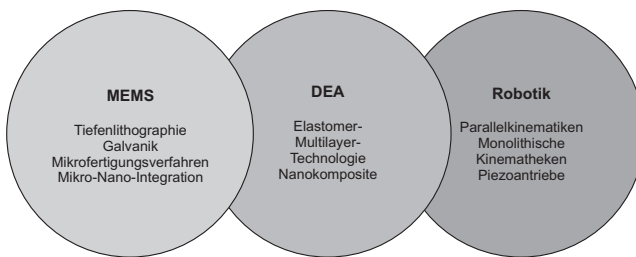 MEMS
Tiefenlithographie
Galvanik
Mikrofertigungsverfahren
Mikro-Nano-Integration
DEA
Elastomer-
Multilayer-
Technologie
Nanokomposite
Robotik
Parallelkinematiken
Monolithische
Kinematheken
Piezoantriebe